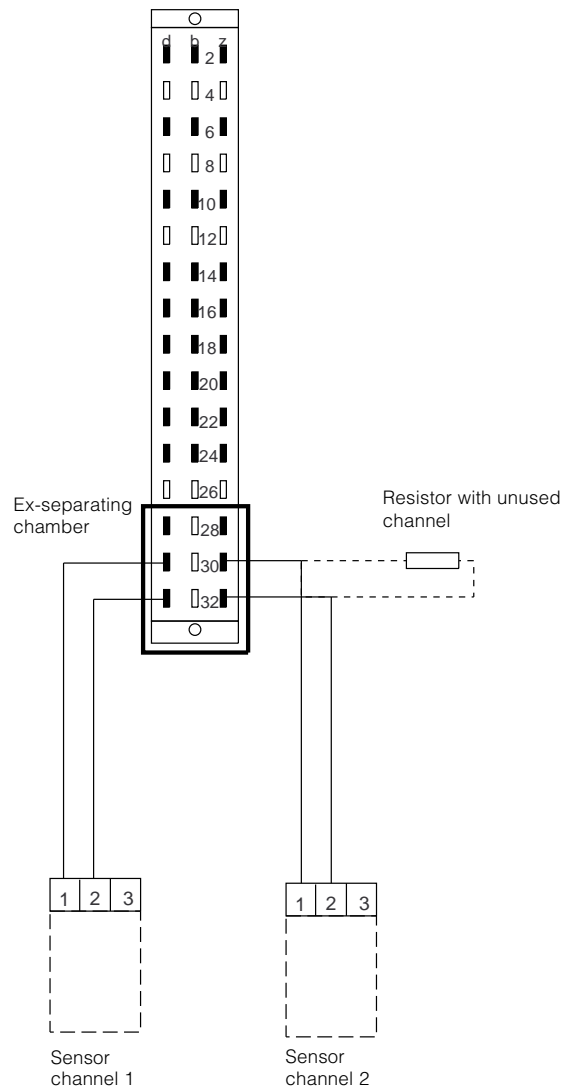 d b z
2
4
6
8
10
12
14
16
18
20
22
24
26
28
30
32
Ex-separating
chamber
Resistor with unused
channel
1 2 3
Sensor
channel 1
1 2 3
Sensor
channel 2